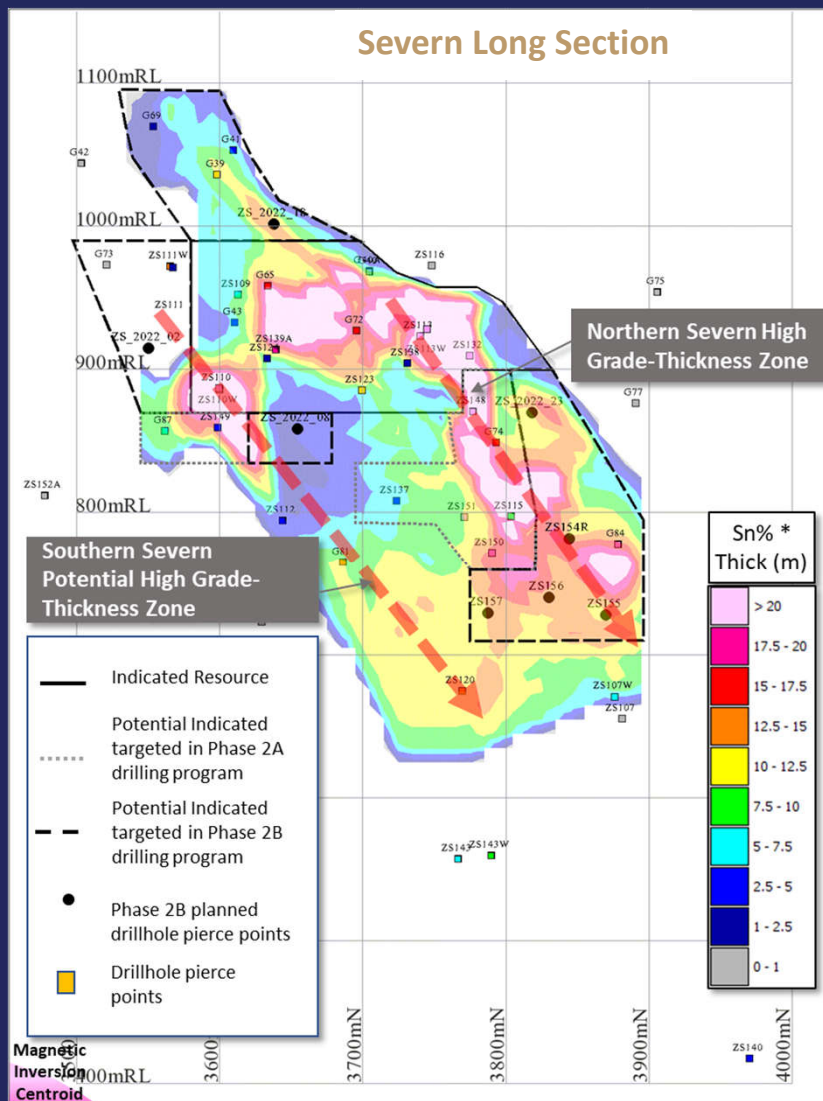 Severn Long Section
1100mRL
G69
G41
G42
G39
ZS_2022_18
1000mRL
G73
ZS111W
ZS116
G75
ZS109
G65
ZS111
G43
G72
ZS113
ZS_2022_02
ZS139A
ZS113W
ZS132
ZS138
900mRL
Northern Severn High
Grade-Thickness Zone
ZS110
ZS123
ZS110W
ZS148
ZS_2022_23
G77
G87
ZS149
ZS_2022_08
G74
ZS152A
ZS137
800mRL
ZS112
ZS151
ZS115
ZS154R
G84
Southern Severn
Potential High Grade-
Thickness Zone
G81
ZS150
ZS157
ZS156
ZS155
ZS120
ZS107W
ZS107
Sn% *
Thick (m)
> 20
17.5 - 20
15 - 17.5
12.5 - 15
10 - 12.5
7.5 - 10
5 - 7.5
2.5 - 5
1 - 2.5
0 - 1
Indicated Resource
Potential Indicated
targeted in Phase 2A
drilling program
Potential Indicated
targeted in Phase 2B
drilling program
Phase 2B planned
drillhole pierce points
Drillhole pierce
points
ZS143
ZS143W
ZS140
3600mN
3700mN
3800mN
3900mN
4000mN
Magnetic
Inversion
Centroid